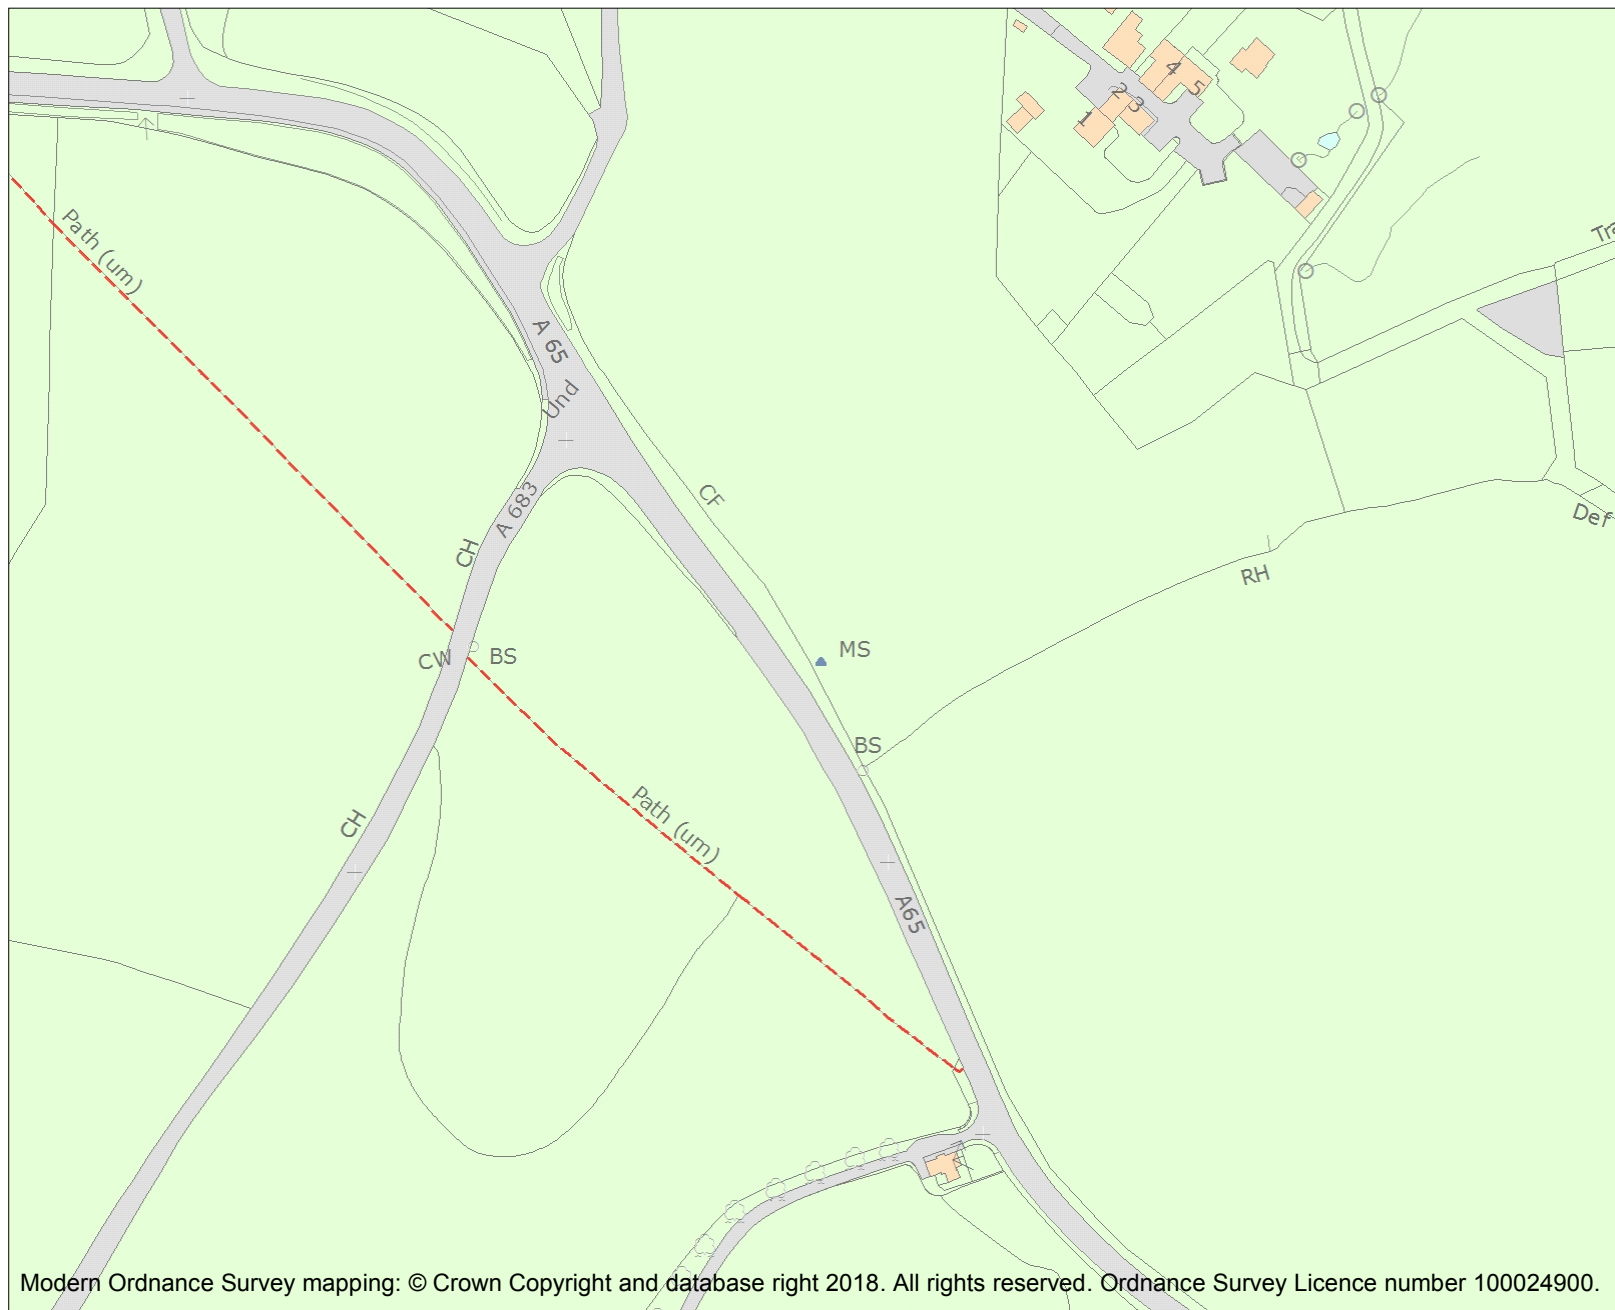 4
5
2
3
1
Path (um)
A 65
Und
CF
A 683
CH
Def
RH
MS
CW
BS
BS
Path (um)
CH
A65
Modern Ordnance Survey mapping: © Crown Copyright and database right 2018. All rights reserved. Ordnance Survey Licence number 100024900.